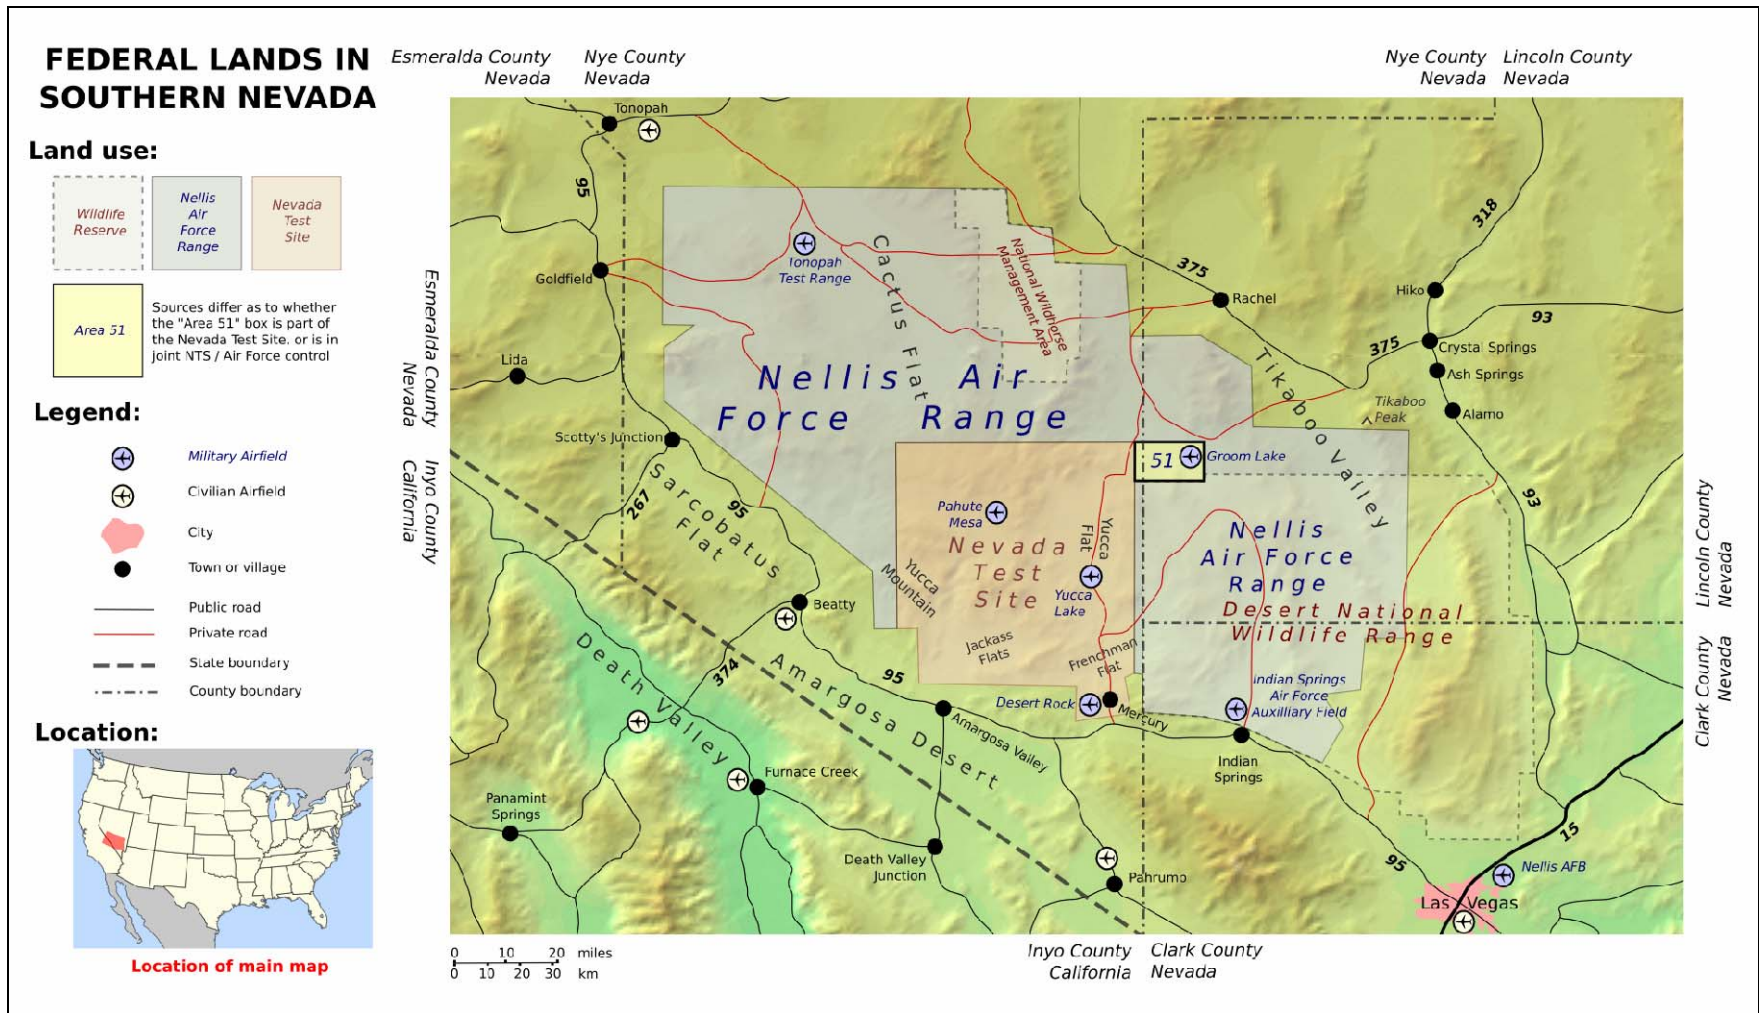 FEDERAL LANDS IN
SOUTHERN NEVADA
Land use:
Wildlife
Reserve
Nellis
Air
Force
Range
Nevada
Test
Site
Area 51
Sources differ as to whether
the "Area 51" box is part of
the Nevada Test Site, or is in
joint NTS / Air Force control
Legend:
Military Airfield
Civilian Airfield
City
Town or village
Public road
Private road
State boundary
County boundary
Location:
Location of main map
Esmeralda County
Nevada
Nye County
Nevada
Nye County
Nevada
Lincoln County
Nevada
Esmeralda County
Nevada
Inyo County
California
Lincoln County
Nevada
Clark County
Nevada
Inyo County
California
Clark County
Nevada
0 10 20 miles
0 10 20 30 km
Tonopah
95
318
Tonopah
Test Range
Cactus Flat
National Wildhorse
Management Area
375
Goldfield
Rachel
Hiko
93
375
Crystal Springs
Ash Springs
Lida
Nellis Air
Force Range
Tikaboo Valley
Tikaboo
Peak
Alamo
Scotty's Junction
51
Groom Lake
Sarcobatus
Flat
267
95
93
Pahute
Mesa
Yucca
Flat
Nevada
Test
Site
Nellis
Air Force
Range
Yucca
Mountain
Yucca
Lake
Desert National
Wildlife Range
Beatty
Jackass
Flats
Frenchman
Flat
Death Valley
374
Amargosa Desert
95
Desert Rock
Mercury
Indian Springs
Air Force
Auxilliary Field
Amargosa Valley
Indian
Springs
Furnace Creek
Panamint
Springs
Death Valley
Junction
Pahrump
95
15
Nellis AFB
Las Vegas